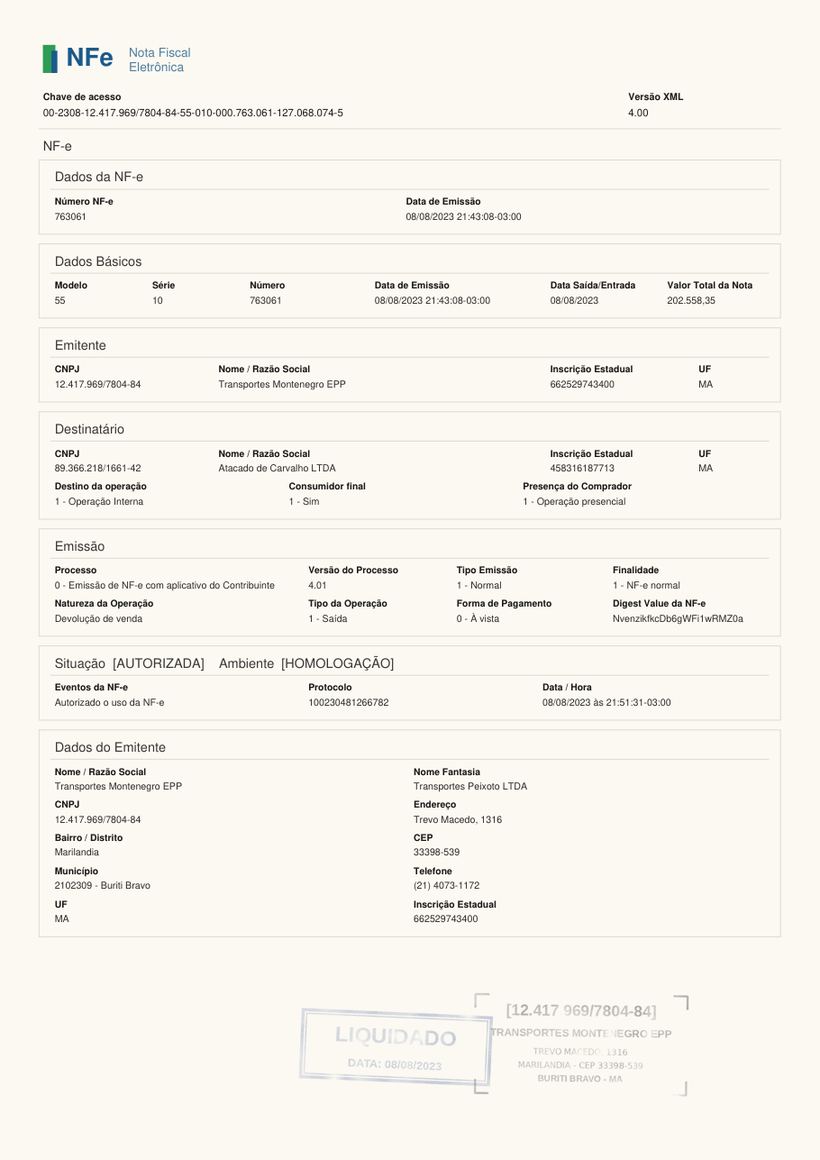 NFe
Nota Fiscal
Eletrônica
Chave de acesso Versão XML
00-2308-12.417.969/7804-84-55-010-000.763.061-127.068.074-5 4.00
NF-e
Dados da NF-e
Número NF-e Data de Emissão
763061 08/08/2023 21:43:08-03:00
Dados Básicos
Modelo Série Número Data de Emissão Data Saída/Entrada Valor Total da Nota
55 10 763061 08/08/2023 21:43:08-03:00 08/08/2023 202.558,35
Emitente
CNPJ Nome / Razão Social Inscrição Estadual UF
12.417.969/7804-84 Transportes Montenegro EPP 662529743400 MA
Destinatário
CNPJ Nome / Razão Social Inscrição Estadual UF
89.366.218/1661-42 Atacado de Carvalho LTDA 458316187713 MA
Destino da operação Consumidor final Presença do Comprador
1 - Operação Interna 1 - Sim 1 - Operação presencial
Emissão
Processo Versão do Processo Tipo Emissão Finalidade
0 - Emissão de NF-e com aplicativo do Contribuinte 4.01 1 - Normal 1 - NF-e normal
Natureza da Operação Tipo da Operação Forma de Pagamento Digest Value da NF-e
Devolução de venda 1 - Saída 0 - À vista NvenzikfkcDb6gWFi1wRMZ0a
Situação [AUTORIZADA] Ambiente [HOMOLOGAÇÃO]
Eventos da NF-e Protocolo Data / Hora
Autorizado o uso da NF-e 100230481266782 08/08/2023 às 21:51:31-03:00
Dados do Emitente
Nome / Razão Social Nome Fantasia
Transportes Montenegro EPP Transportes Peixoto LTDA
CNPJ Endereço
12.417.969/7804-84 Trevo Macedo, 1316
Bairro / Distrito CEP
Marilandia 33398-539
Município Telefone
2102309 - Buriti Bravo (21) 4073-1172
UF Inscrição Estadual
MA 662529743400
LIQUIDADO
DATA: 08/08/2023
[12.417 969/7804-84]
TRANSPORTES MONTENEGRO EPP
TREVO MACEDO, 1316
MARILANDIA - CEP 33398-539
BURITI BRAVO - MA